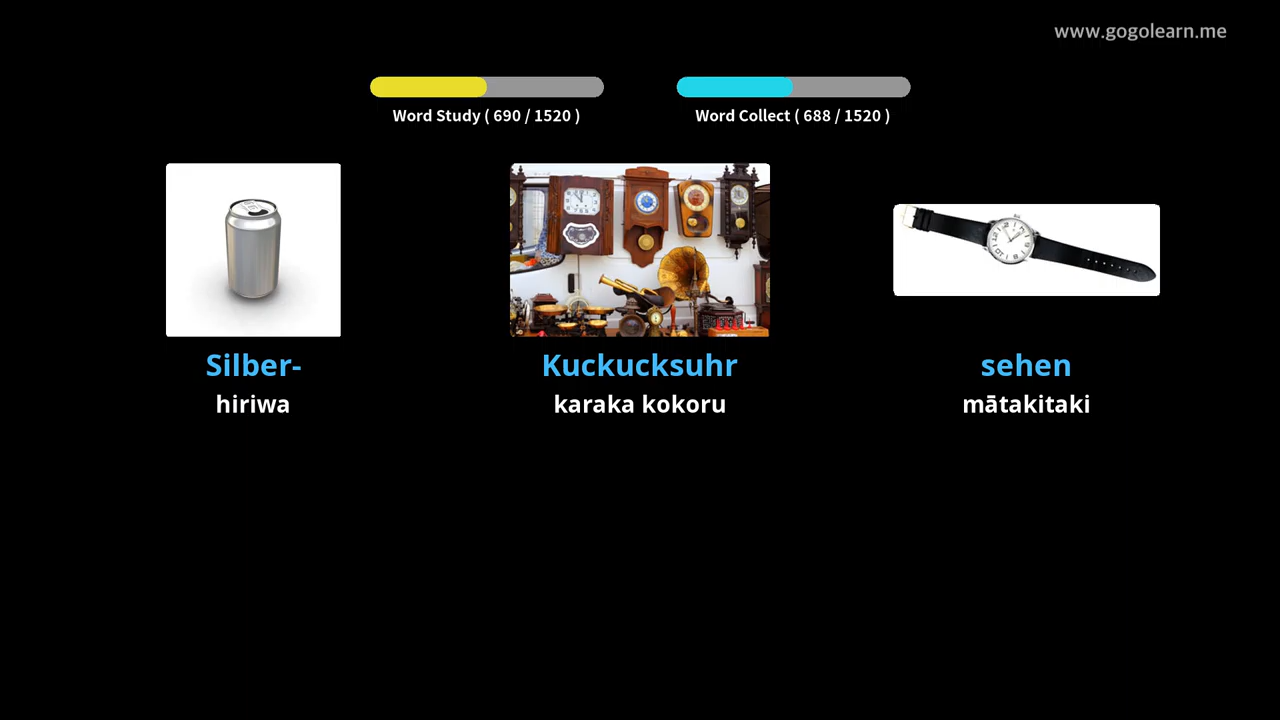 www.gogolearn.me
Word Study ( 690 / 1520 )
Word Collect ( 688 / 1520 )
Silber-
hiriwa
Kuckucksuhr
karaka kokoru
sehen
mātakitaki